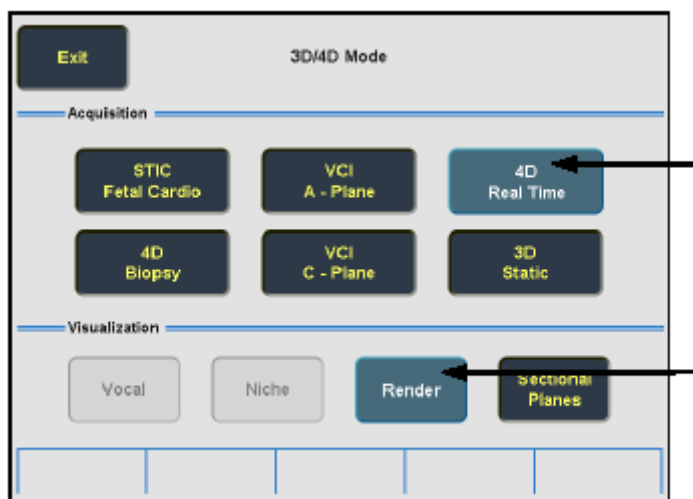 Exit
3D/4D Mode
Acquisition
STIC
Fetal Cardio
VCI
A - Plane
4D
Real Time
4D
Biopsy
VCI
C - Plane
3D
Static
Visualization
Vocal
Niche
Render
Sectional
Planes